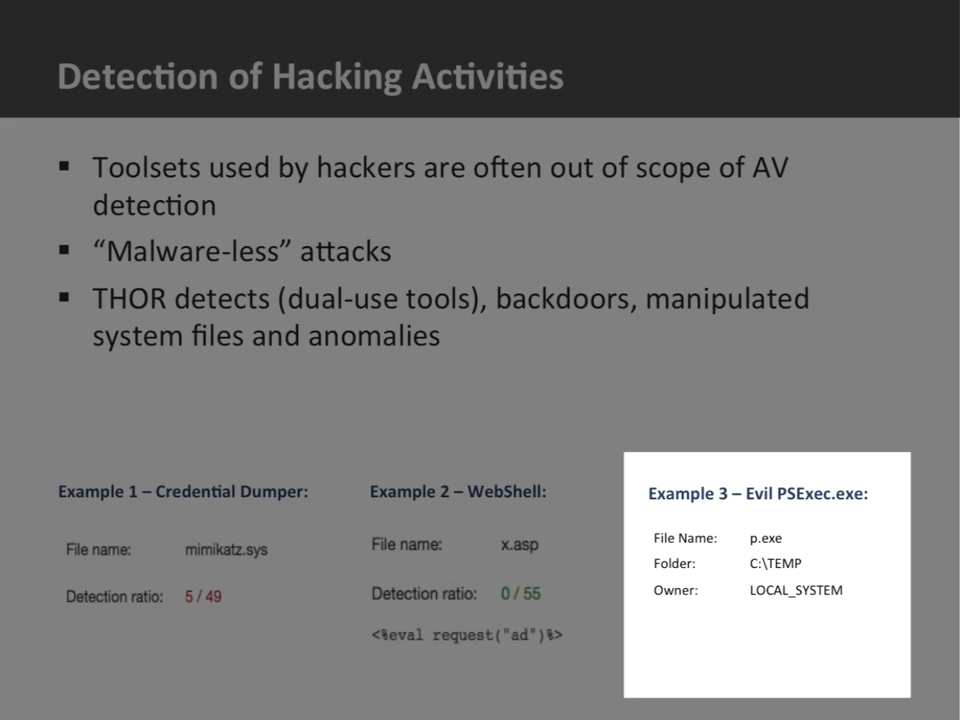 Detection of Hacking Activities
▪ Toolsets used by hackers are often out of scope of AV
detection
▪ “Malware-less” attacks
▪ THOR detects (dual-use tools), backdoors, manipulated
system files and anomalies
Example 1 – Credential Dumper:
File name: mimikatz.sys
Detection ratio: 5 / 49
Example 2 – WebShell:
File name: x.asp
Detection ratio: 0 / 55
<%eval request("ad")%>
Example 3 – Evil PSExec.exe:
File Name: p.exe
Folder: C:\TEMP
Owner: LOCAL_SYSTEM